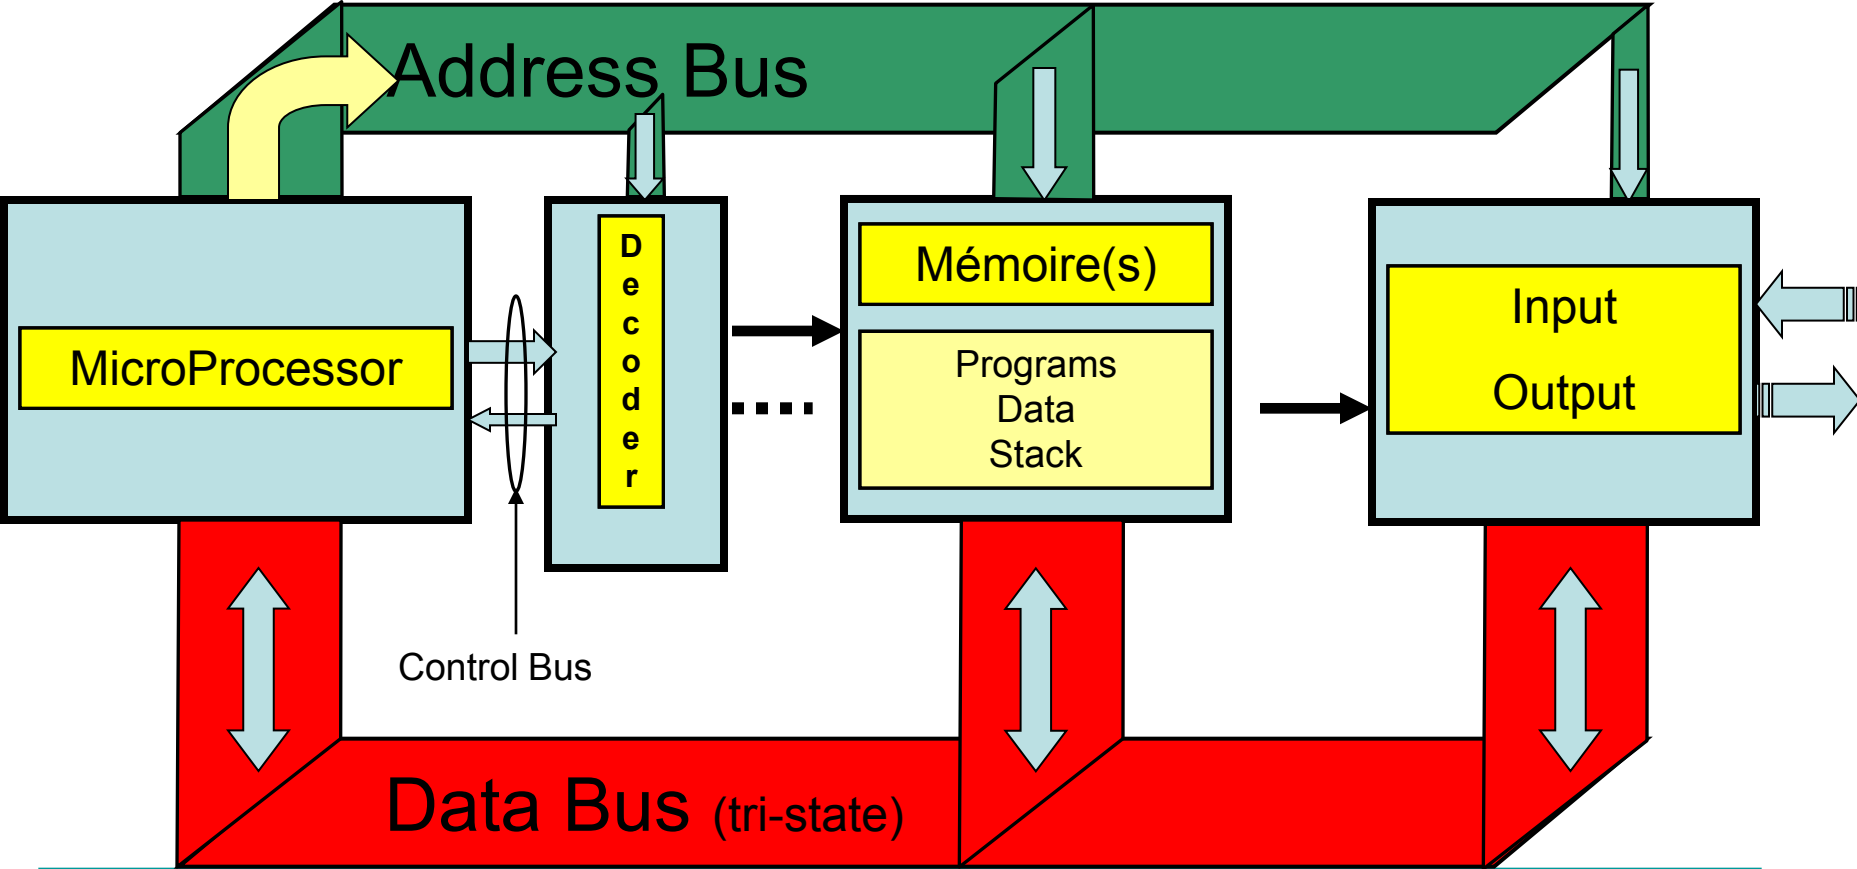 Address Bus
MicroProcessor
D
e
c
o
d
e
r
Mémoire(s)
Programs
Data
Stack
Input
Output
Control Bus
Data Bus (tri-state)